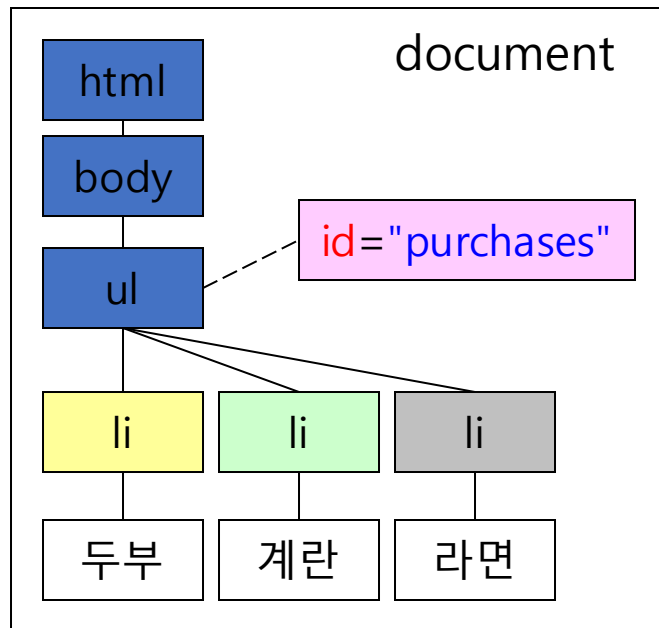 document
html
body
id="purchases"
ul
li
li
li
두부
계란
라면